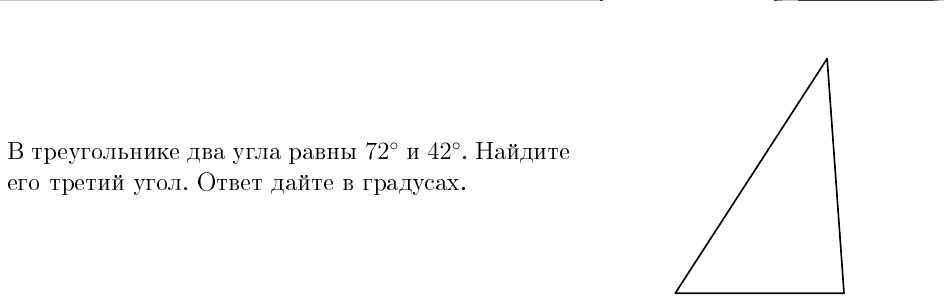 В треугольнике два угла равны 72° и 42°. Найдите
его третий угол. Ответ дайте в градусах.